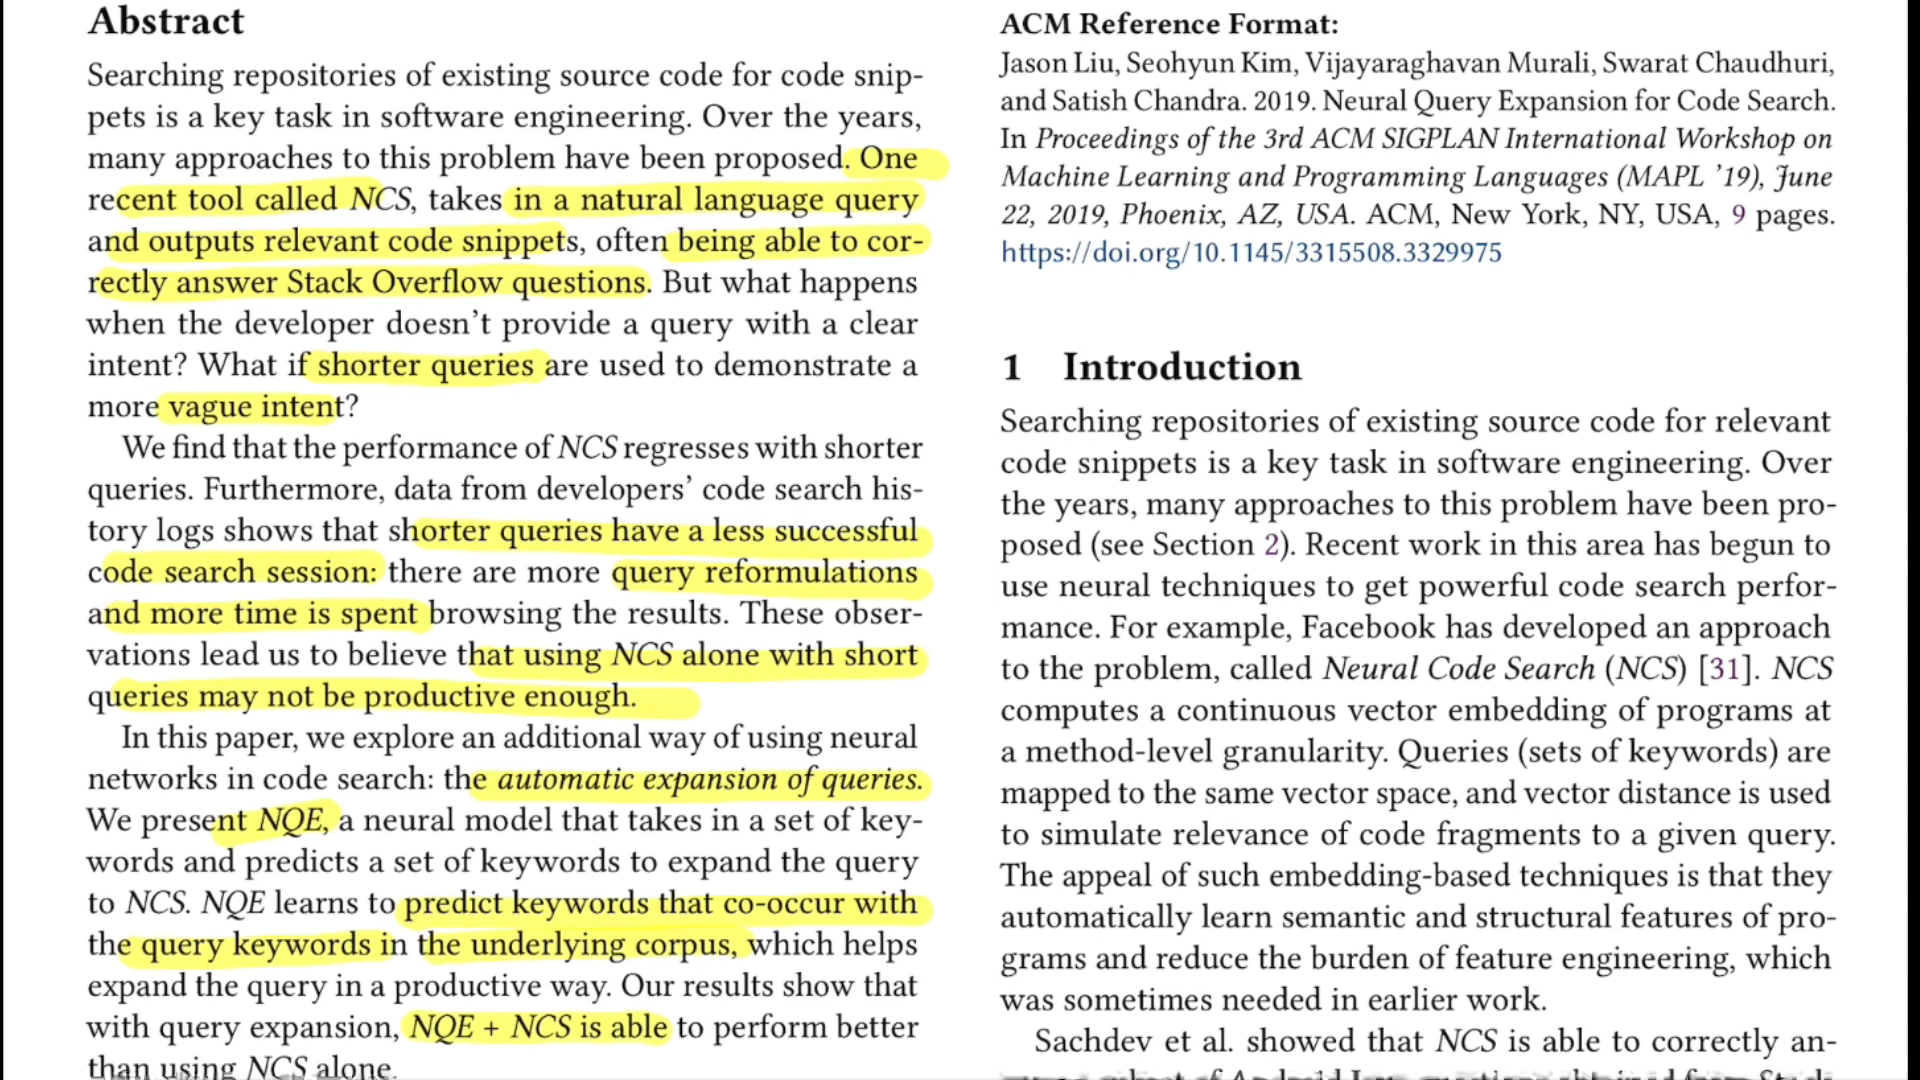 Abstract
Searching repositories of existing source code for code snip-
pets is a key task in software engineering. Over the years,
many approaches to this problem have been proposed. One
recent tool called NCS, takes in a natural language query
and outputs relevant code snippets, often being able to cor-
rectly answer Stack Overflow questions. But what happens
when the developer doesn't provide a query with a clear
intent? What if shorter queries are used to demonstrate a
more vague intent?
We find that the performance of NCS regresses with shorter
queries. Furthermore, data from developers' code search his-
tory logs shows that shorter queries have a less successful
code search session: there are more query reformulations
and more time is spent browsing the results. These obser-
vations lead us to believe that using NCS alone with short
queries may not be productive enough.
In this paper, we explore an additional way of using neural
networks in code search: the automatic expansion of queries.
We present NQE, a neural model that takes in a set of key-
words and predicts a set of keywords to expand the query
to NCS. NQE learns to predict keywords that co-occur with
the query keywords in the underlying corpus, which helps
expand the query in a productive way. Our results show that
with query expansion, NQE + NCS is able to perform better
than using NCS alone.
ACM Reference Format:
Jason Liu, Seohyun Kim, Vijayaraghavan Murali, Swarat Chaudhuri,
and Satish Chandra. 2019. Neural Query Expansion for Code Search.
In Proceedings of the 3rd ACM SIGPLAN International Workshop on
Machine Learning and Programming Languages (MAPL '19), June
22, 2019, Phoenix, AZ, USA. ACM, New York, NY, USA, 9 pages.
https://doi.org/10.1145/3315508.3329975
1 Introduction
Searching repositories of existing source code for relevant
code snippets is a key task in software engineering. Over
the years, many approaches to this problem have been pro-
posed (see Section 2). Recent work in this area has begun to
use neural techniques to get powerful code search perfor-
mance. For example, Facebook has developed an approach
to the problem, called Neural Code Search (NCS) [31]. NCS
computes a continuous vector embedding of programs at
a method-level granularity. Queries (sets of keywords) are
mapped to the same vector space, and vector distance is used
to simulate relevance of code fragments to a given query.
The appeal of such embedding-based techniques is that they
automatically learn semantic and structural features of pro-
grams and reduce the burden of feature engineering, which
was sometimes needed in earlier work.
Sachdev et al. showed that NCS is able to correctly an-